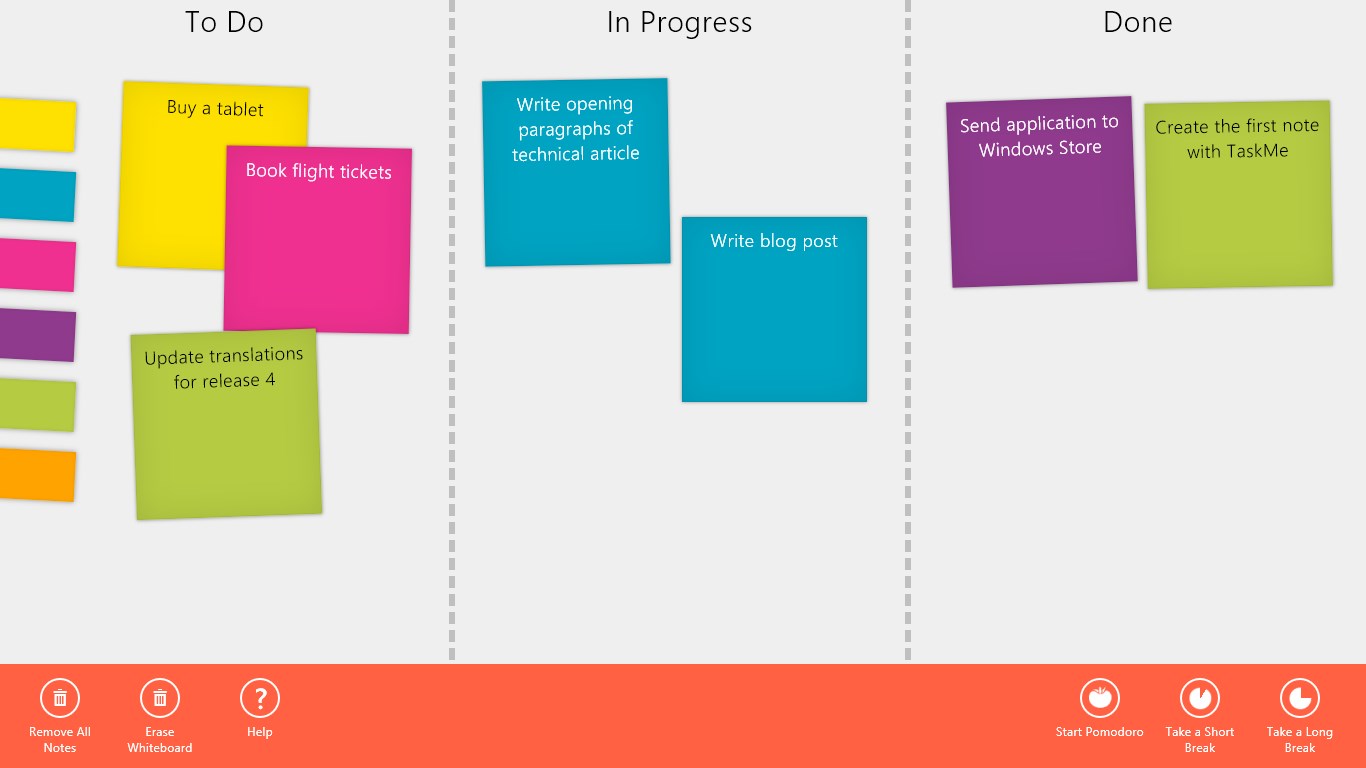 To Do
In Progress
Done
Buy a tablet
Book flight tickets
Update translations
for release 4
Write opening
paragraphs of
technical article
Write blog post
Send application to
Windows Store
Create the first note
with TaskMe
Remove All
Notes
Erase
Whiteboard
Help
Start Pomodoro
Take a Short
Break
Take a Long
Break